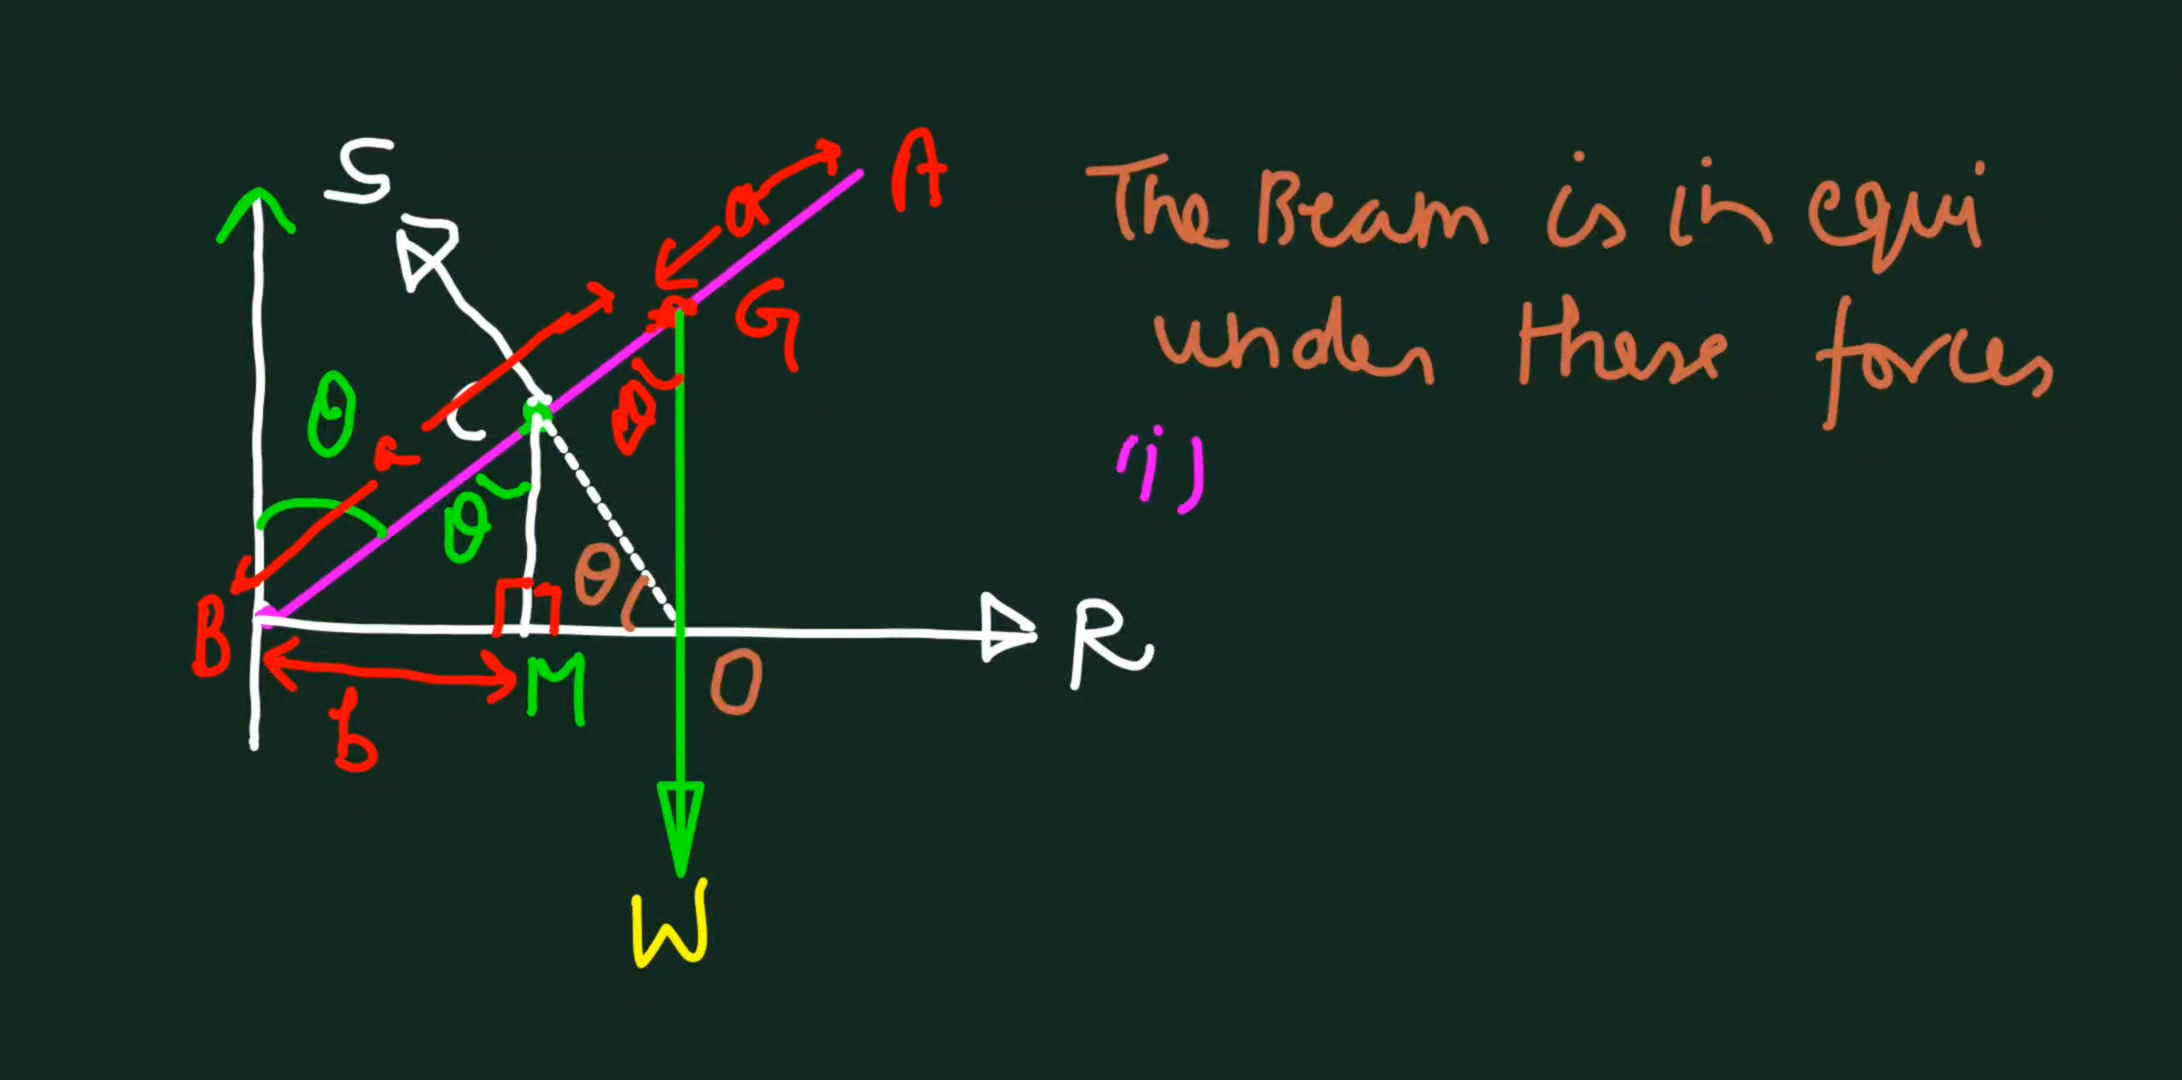 S
A
a
The Beam is in equi
G
under these forces
θ
C
θ
a
(i)
θ
θ
B
R
M
O
b
W